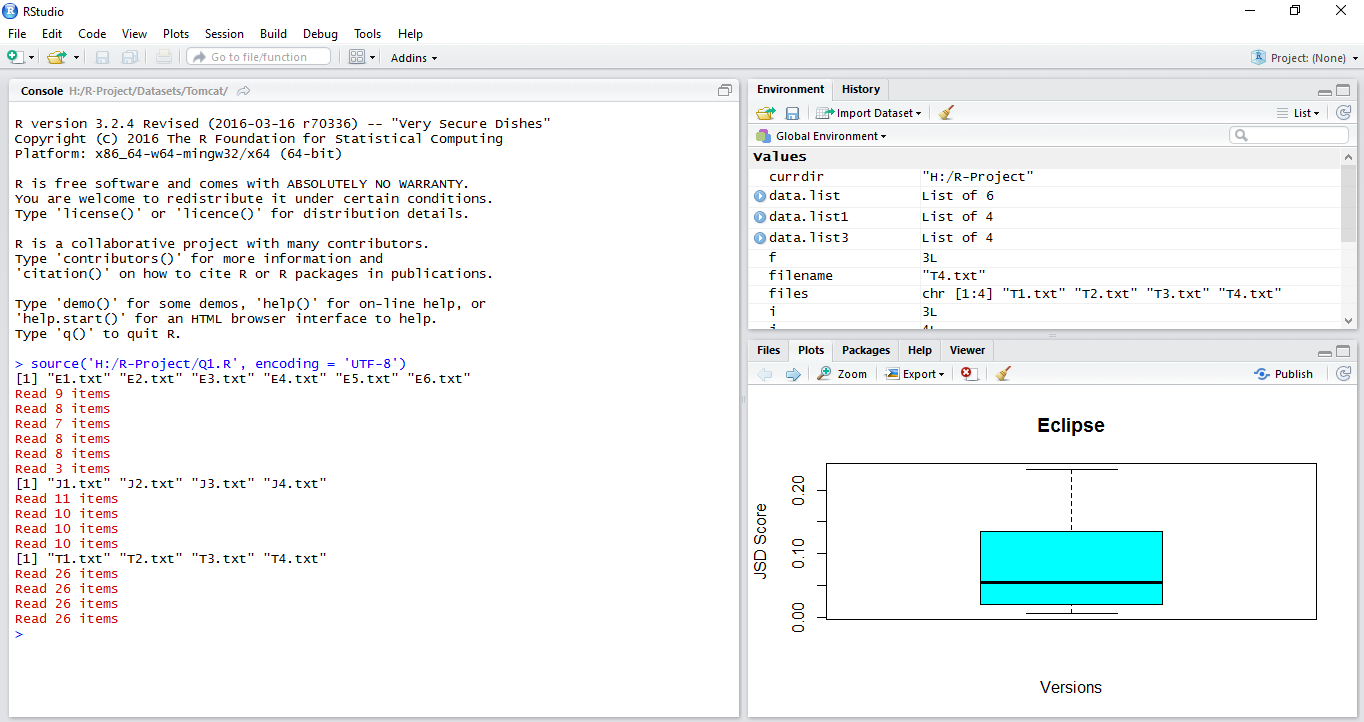 RStudio
File Edit Code View Plots Session Build Debug Tools Help
Go to file/function Addins Project: (None)
Console H:/R-Project/Datasets/Tomcat/
R version 3.2.4 Revised (2016-03-16 r70336) -- "Very Secure Dishes"
Copyright (C) 2016 The R Foundation for Statistical Computing
Platform: x86_64-w64-mingw32/x64 (64-bit)
R is free software and comes with ABSOLUTELY NO WARRANTY.
You are welcome to redistribute it under certain conditions.
Type 'license()' or 'licence()' for distribution details.
R is a collaborative project with many contributors.
Type 'contributors()' for more information and
'citation()' on how to cite R or R packages in publications.
Type 'demo()' for some demos, 'help()' for on-line help, or
'help.start()' for an HTML browser interface to help.
Type 'q()' to quit R.
> source('H:/R-Project/Q1.R', encoding = 'UTF-8')
[1] "E1.txt" "E2.txt" "E3.txt" "E4.txt" "E5.txt" "E6.txt"
Read 9 items
Read 8 items
Read 7 items
Read 8 items
Read 8 items
Read 3 items
[1] "J1.txt" "J2.txt" "J3.txt" "J4.txt"
Read 11 items
Read 10 items
Read 10 items
Read 10 items
[1] "T1.txt" "T2.txt" "T3.txt" "T4.txt"
Read 26 items
Read 26 items
Read 26 items
Read 26 items
>
Environment History
Import Dataset List
Global Environment
Values
currdir "H:/R-Project"
data.list List of 6
data.list1 List of 4
data.list3 List of 4
f 3L
filename "T4.txt"
files chr [1:4] "T1.txt" "T2.txt" "T3.txt" "T4.txt"
i 3L
Files Plots Packages Help Viewer
Zoom Export Publish
Eclipse
JSD Score
0.20
0.10
0.00
Versions